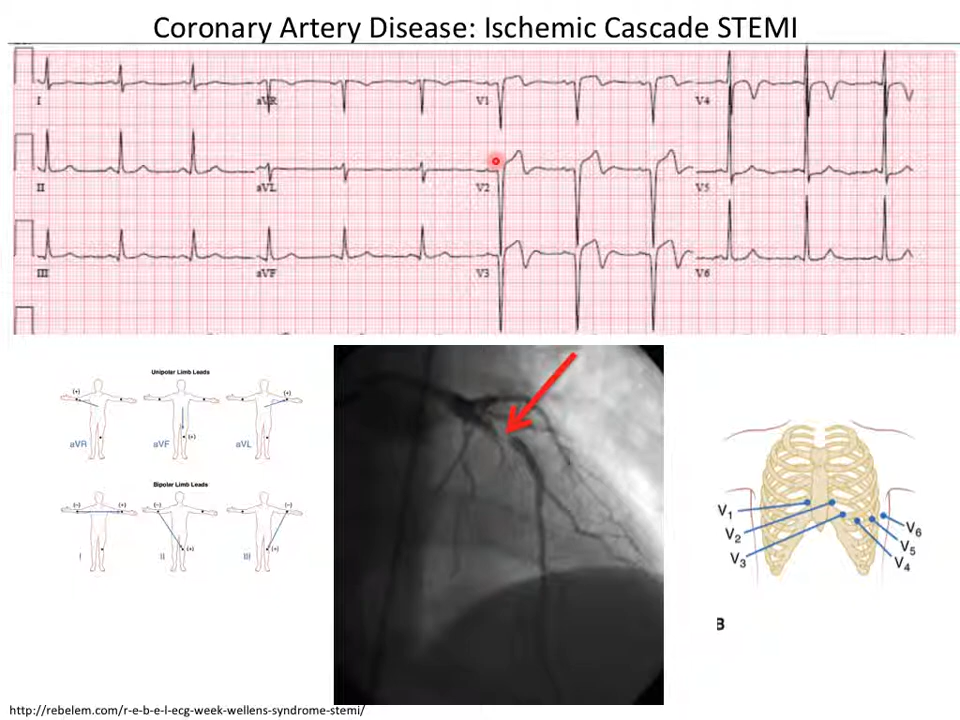 Coronary Artery Disease: Ischemic Cascade STEMI
I
aVR
V1
V4
II
aVL
V2
V5
III
aVF
V3
V6
Unipolar Limb Leads
(+)
(+)
(+)
aVR
aVF
aVL
Bipolar Limb Leads
(−)
(+)
(−)
(+)
(−)
(+)
I
II
III
V1
V2
V3
V6
V5
V4
B
http://rebelem.com/r-e-b-e-l-ecg-week-wellens-syndrome-stemi/